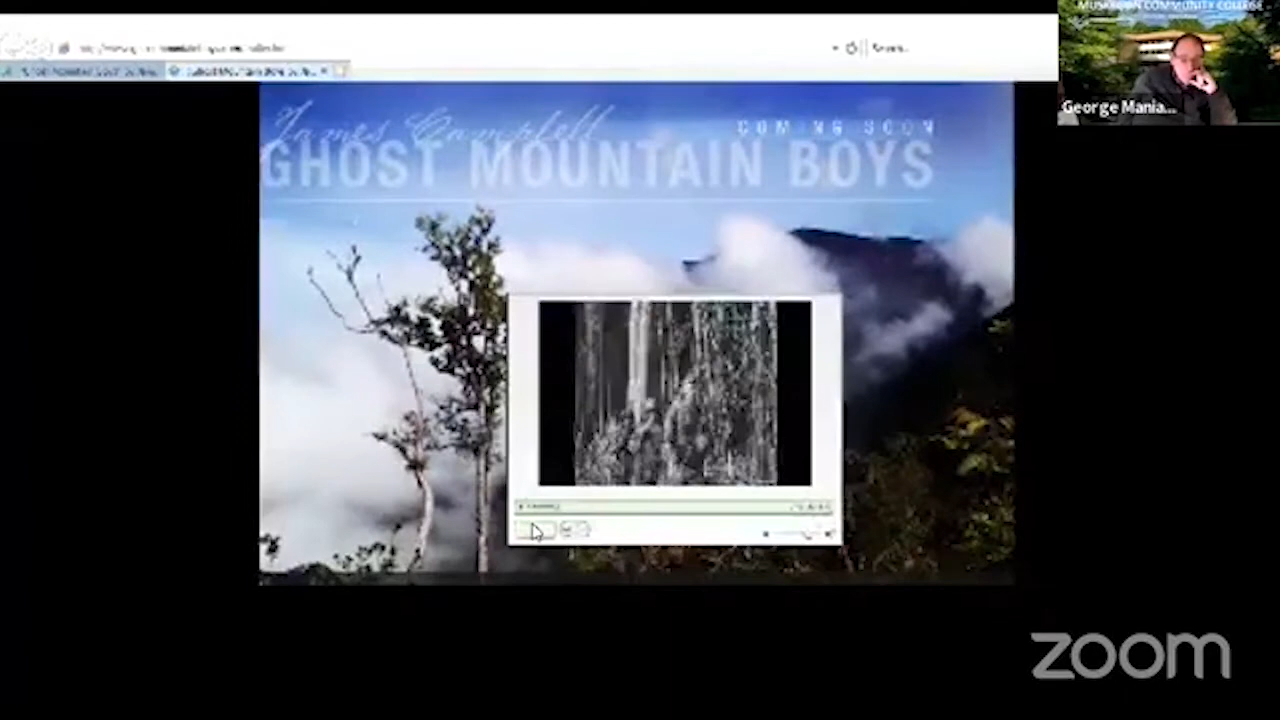 MUSKEGON COMMUNITY COLLEGE
George Mania...
James Campbell
COMING SOON
GHOST MOUNTAIN BOYS
zoom